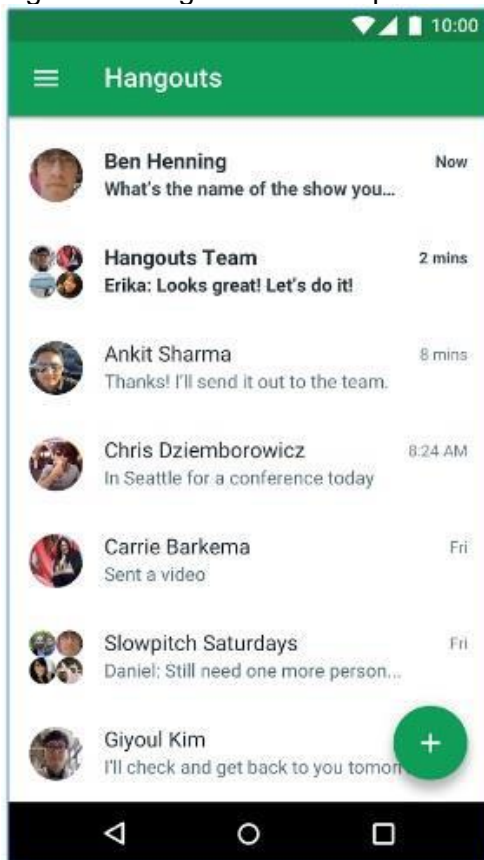 10:00
Hangouts
Ben Henning Now
What's the name of the show you...
Hangouts Team 2 mins
Erika: Looks great! Let's do it!
Ankit Sharma 8 mins
Thanks! I'll send it out to the team.
Chris Dziemborowicz 8:24 AM
In Seattle for a conference today
Carrie Barkema Fri
Sent a video
Slowpitch Saturdays Fri
Daniel: Still need one more person...
Giyoul Kim
I'll check and get back to you
+